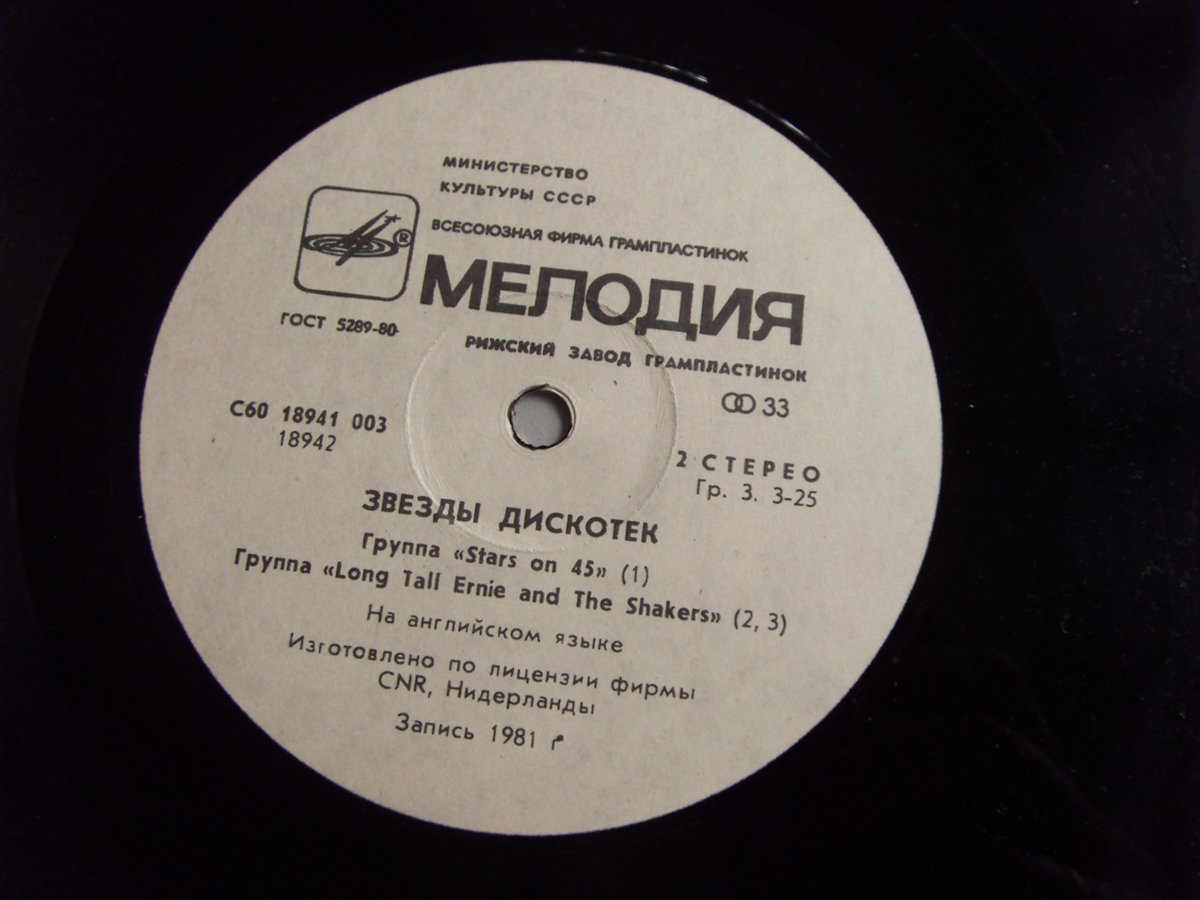 МИНИСТЕРСТВО
КУЛЬТУРЫ СССР
ВСЕСОЮЗНАЯ ФИРМА ГРАМПЛАСТИНОК
®
МЕЛОДИЯ
ГОСТ 5289-80
РИЖСКИЙ ЗАВОД ГРАМПЛАСТИНОК
33
С60 18941 003
18942
2 СТЕРЕО
Гр. 3. 3-25
ЗВЕЗДЫ ДИСКОТЕК
Группа «Stars on 45» (1)
Группа «Long Tall Ernie and The Shakers» (2, 3)
На английском языке
Изготовлено по лицензии фирмы
CNR, Нидерланды
Запись 1981 г